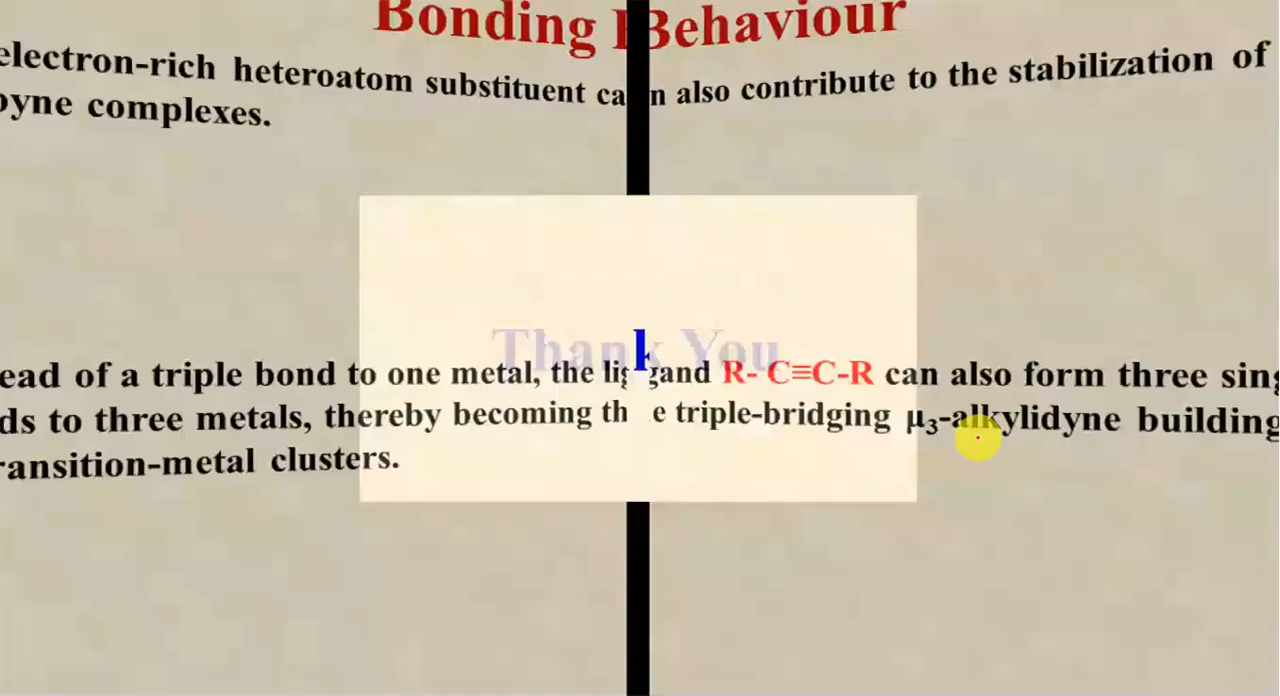 Bonding Behaviour
electron-rich heteroatom substituent can also contribute to the stabilization of
yne complexes.
Thank You
ead of a triple bond to one metal, the ligand R- C≡C-R can also form three sing
ds to three metals, thereby becoming the triple-bridging μ₃-alkylidyne building
ransition-metal clusters.